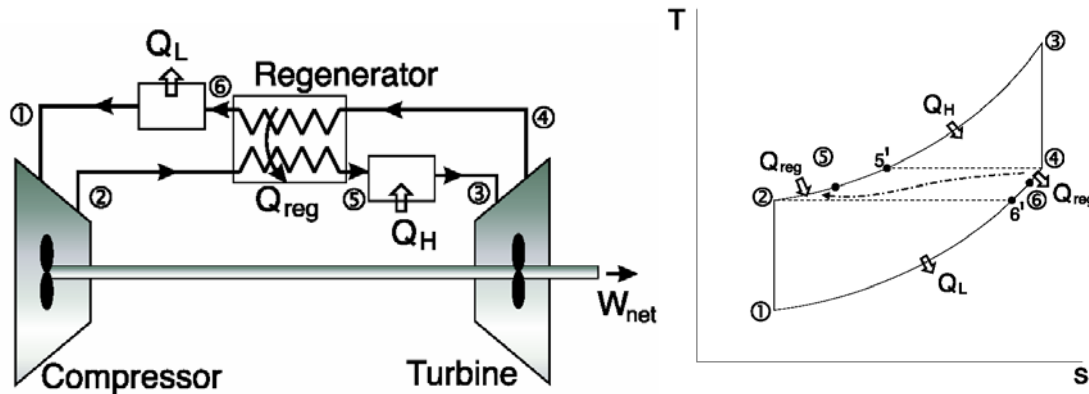 Q_L
⑥
Regenerator
①
④
②
Q_reg
⑤
③
Q_H
W_net
Compressor
Turbine
T
③
Q_H
Q_reg
⑤
5'
④
②
Q_reg
⑥
6'
Q_L
①
s